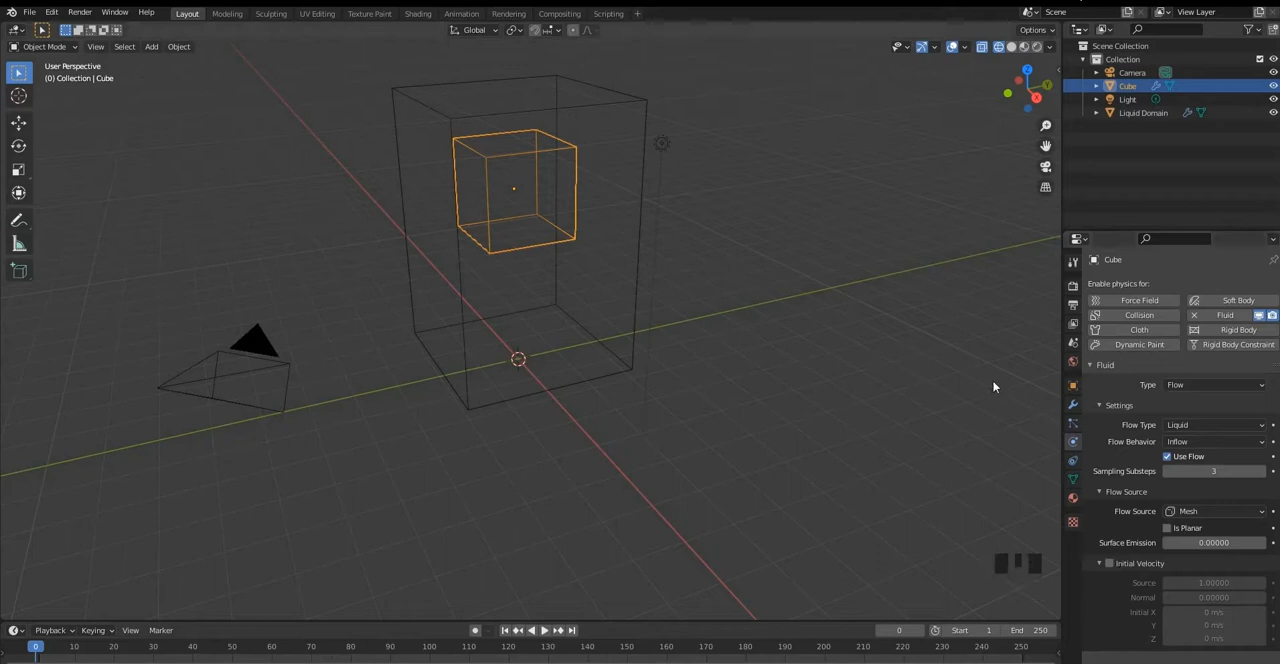 File Edit Render Window Help Layout Modeling Sculpting UV Editing Texture Paint Shading Animation Rendering Compositing Scripting + Scene View Layer
Global Options
Object Mode View Select Add Object
User Perspective
(0) Collection | Cube
Z
Y
X
Scene Collection
Collection
Camera
Cube
Light
Liquid Domain
Cube
Enable physics for:
Force Field Soft Body
Collision Fluid
Cloth Rigid Body
Dynamic Paint Rigid Body Constraint
Fluid
Type Flow
Settings
Flow Type Liquid
Flow Behavior Inflow
Use Flow
Sampling Substeps 3
Flow Source
Flow Source Mesh
Is Planar
Surface Emission 0.00000
Initial Velocity
Source 1.00000
Normal 0.00000
Initial X 0 m/s
Y 0 m/s
Z 0 m/s
Playback Keying View Marker 0 Start 1 End 250
0 10 20 30 40 50 60 70 80 90 100 110 120 130 140 150 160 170 180 190 200 210 220 230 240 250